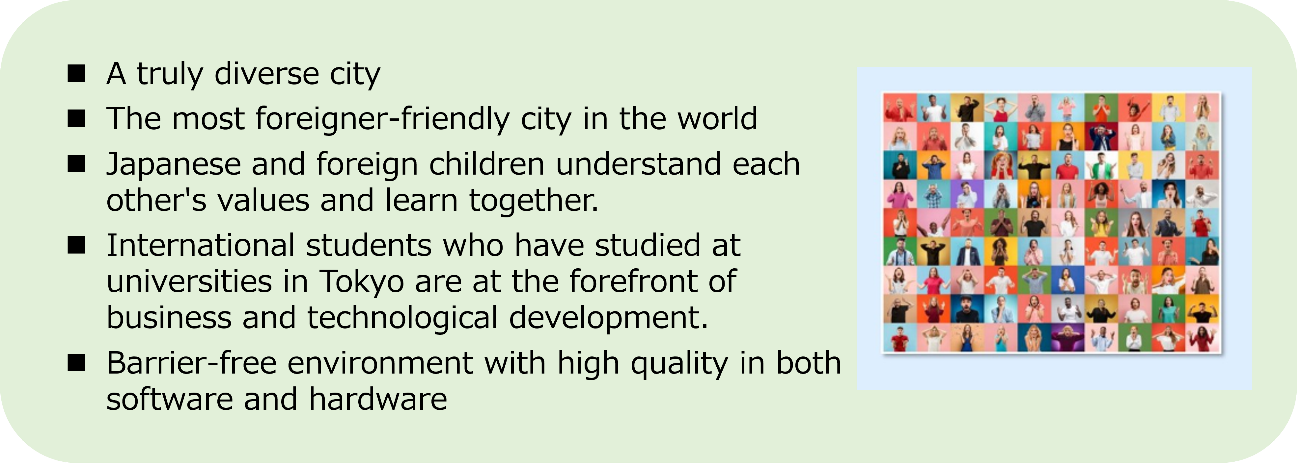 ■ A truly diverse city
■ The most foreigner-friendly city in the world
■ Japanese and foreign children understand each
other's values and learn together.
■ International students who have studied at
universities in Tokyo are at the forefront of
business and technological development.
■ Barrier-free environment with high quality in both
software and hardware